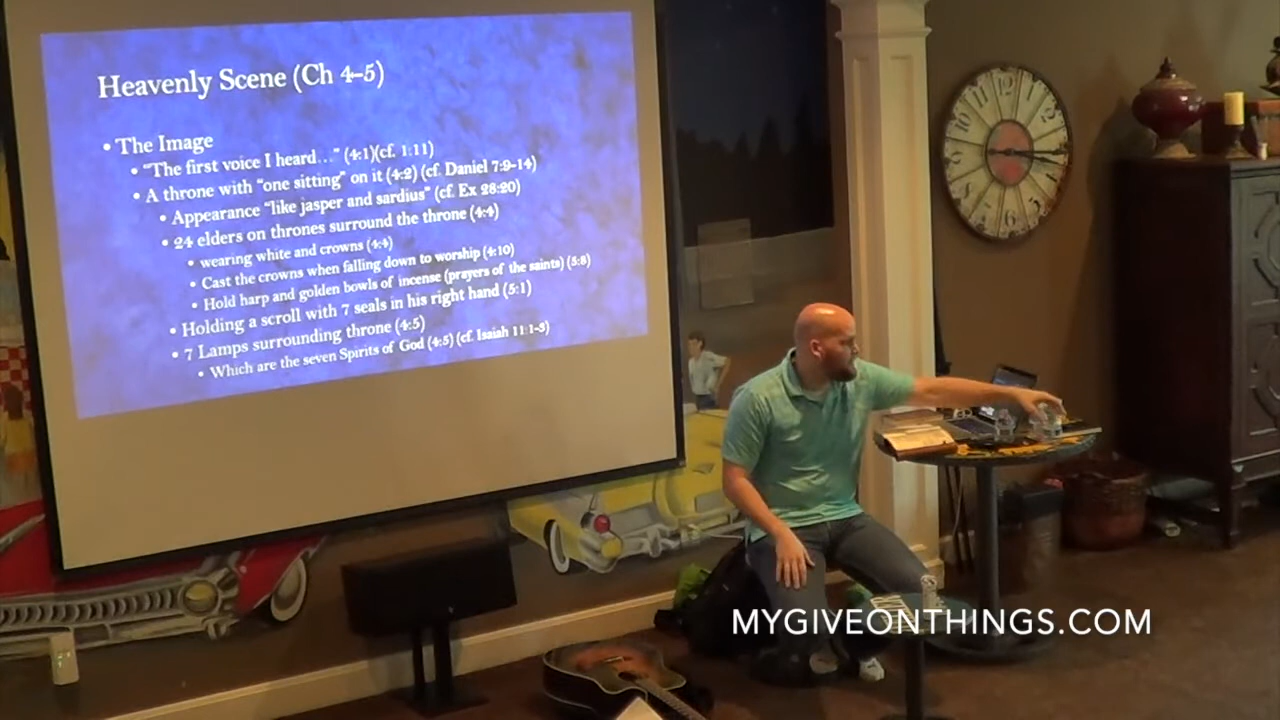 Heavenly Scene (Ch 4-5)
• The Image
• "The first voice I heard…" (4:1)(cf. 1:11)
• A throne with "one sitting" on it (4:2) (cf. Daniel 7:9-14)
• Appearance "like jasper and sardius" (cf. Ex 28:20)
• 24 elders on thrones surround the throne (4:4)
• wearing white and crowns (4:4)
• Cast the crowns when falling down to worship (4:10)
• Hold harp and golden bowls of incense (prayers of the saints) (5:8)
• Holding a scroll with 7 seals in his right hand (5:1)
• 7 Lamps surrounding throne (4:5)
• Which are the seven Spirits of God (4:5) (cf. Isaiah 11:1-3)
12
10
6
MYGIVEONTHINGS.COM